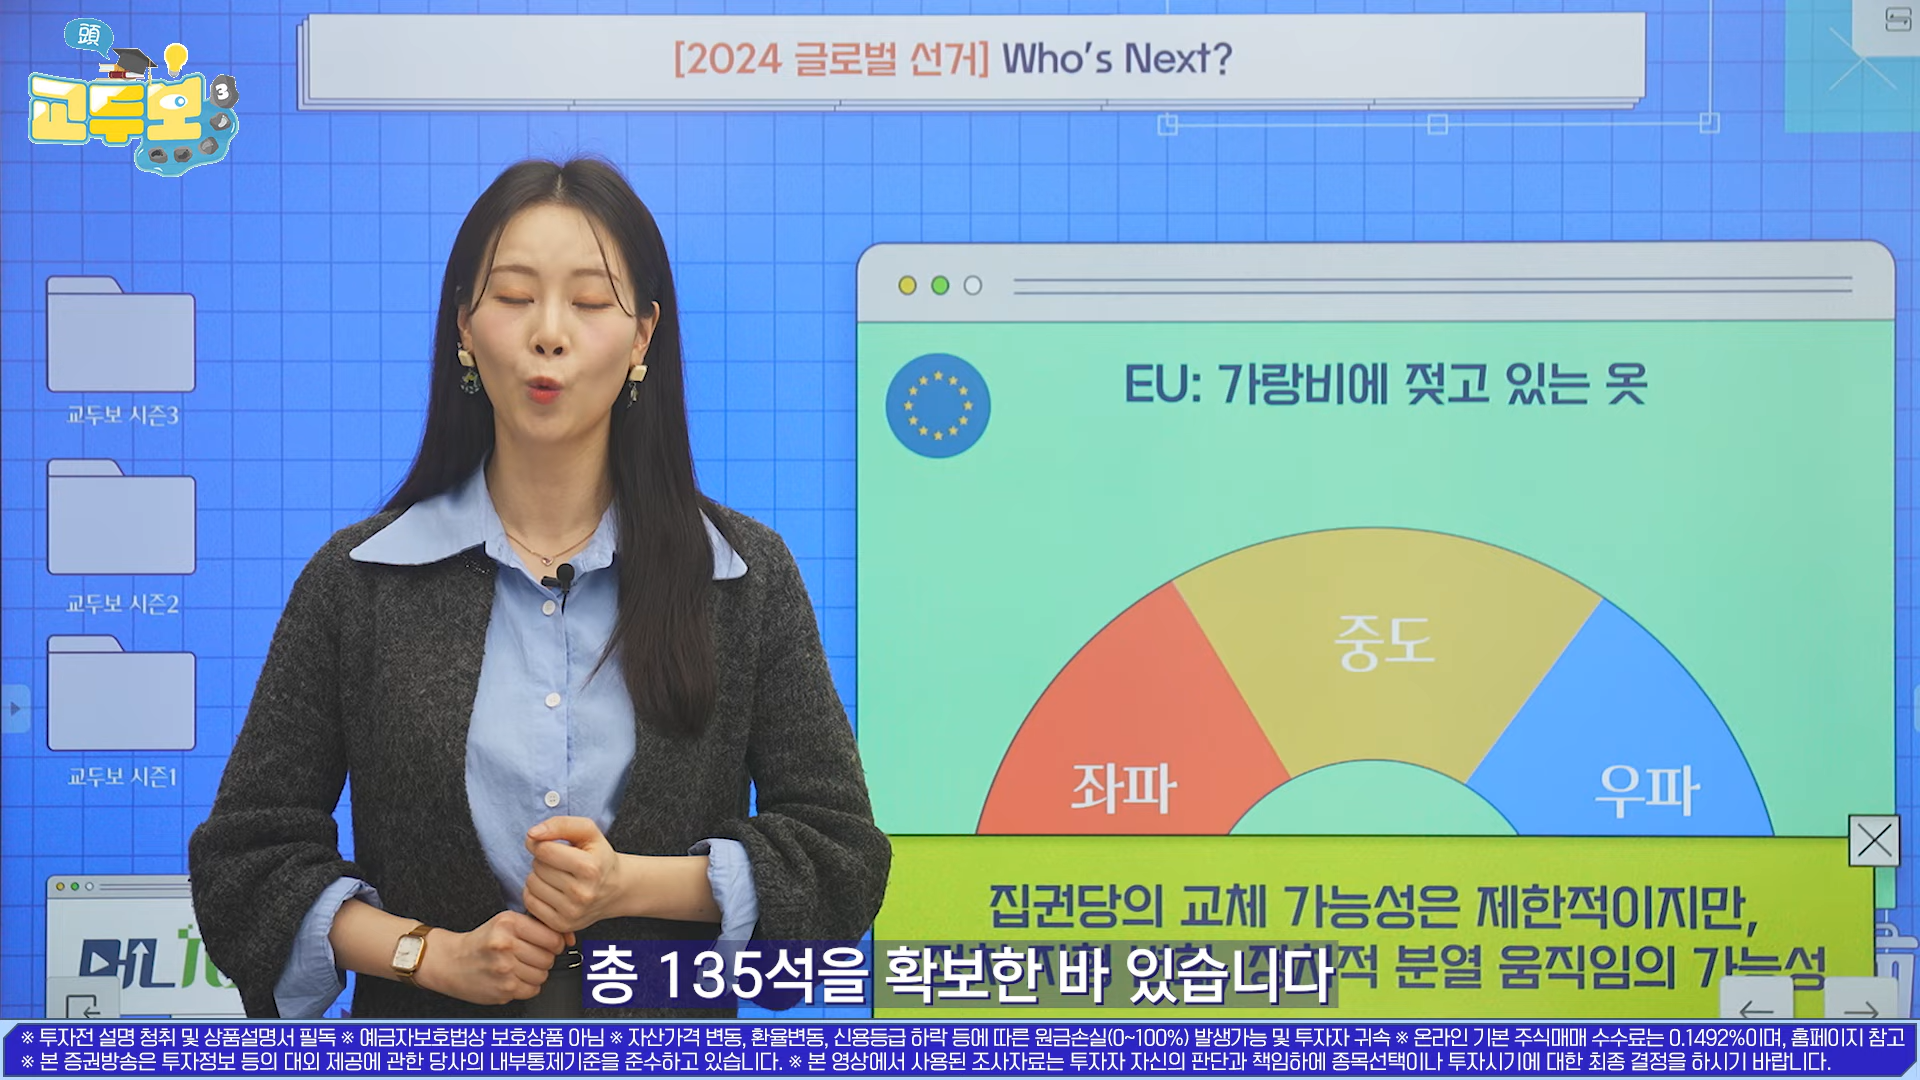 頭
교두보
3
[2024 글로벌 선거] Who's Next?
교두보 시즌3
교두보 시즌2
교두보 시즌1
EU: 가랑비에 젖고 있는 옷
중도
좌파
우파
집권당의 교체 가능성은 제한적이지만,
분열 움직임의 가능성
총 135석을 확보한 바 있습니다
※ 투자전 설명 청취 및 상품설명서 필독 ※ 예금자보호법상 보호상품 아님 ※ 자산가격 변동, 환율변동, 신용등급 하락 등에 따른 원금손실(0~100%) 발생가능 및 투자자 귀속 ※ 온라인 기본 주식매매 수수료는 0.1492%이며, 홈페이지 참고
※ 본 증권방송은 투자정보 등의 대외 제공에 관한 당사의 내부통제기준을 준수하고 있습니다. ※ 본 영상에서 사용된 조사자료는 투자자 자신의 판단과 책임하에 종목선택이나 투자시기에 대한 최종 결정을 하시기 바랍니다.